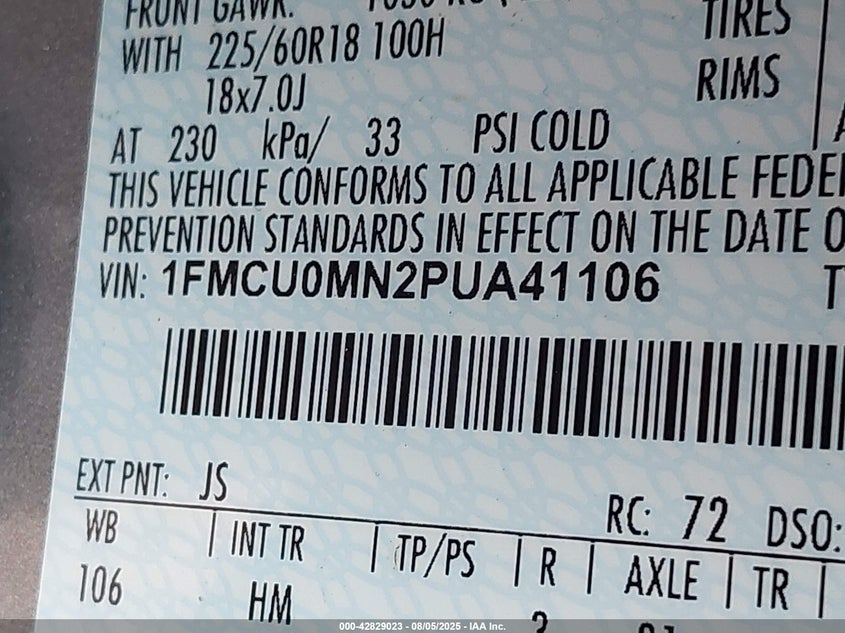 FRONT GAWR:
TIRES
WITH 225/60R18 100H
RIMS
18x7.0J
AT 230 kPa/ 33 PSI COLD
THIS VEHICLE CONFORMS TO ALL APPLICABLE FEDE
PREVENTION STANDARDS IN EFFECT ON THE DATE O
VIN: 1FMCU0MN2PUA41106 T
EXT PNT: JS
RC: 72 DSO:
WB INT TR TP/PS R AXLE TR
106 HM
000-42829023 - 08/05/2025 - IAA Inc.